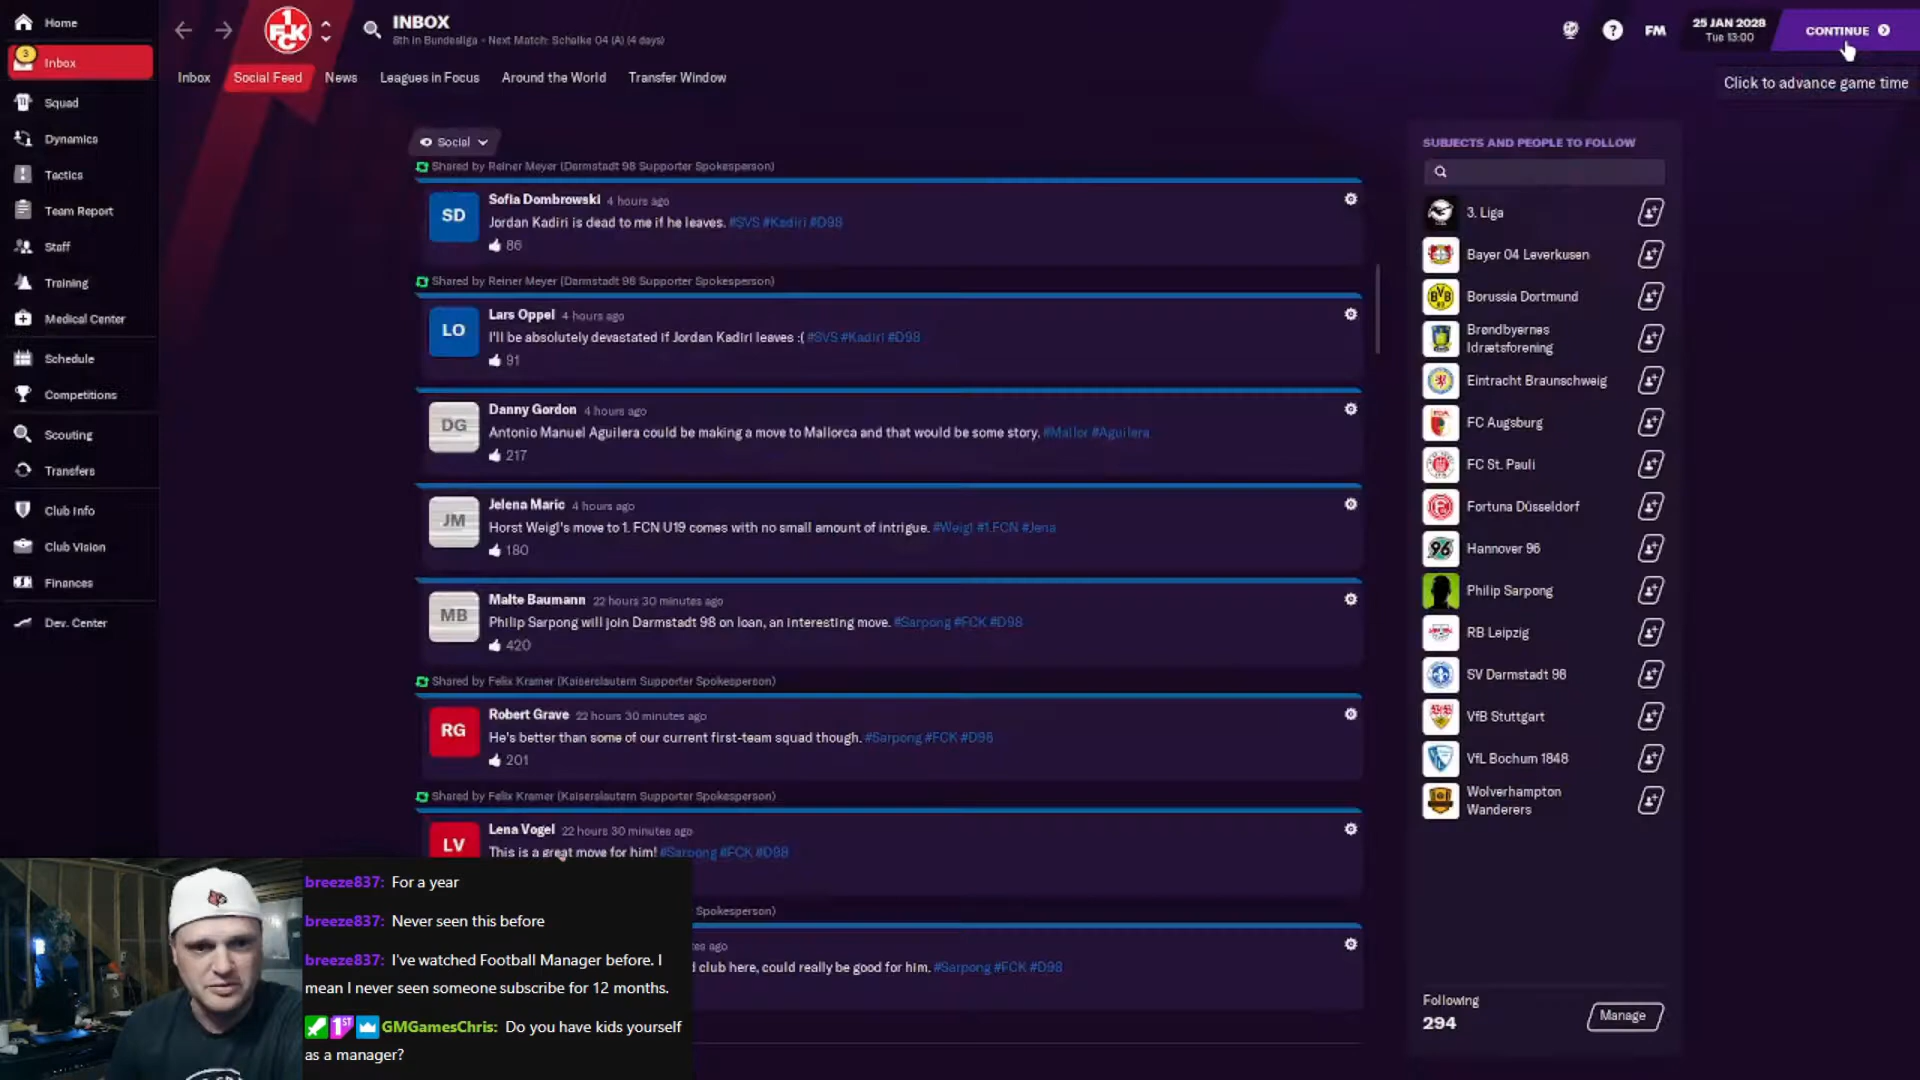 Home
3
Inbox
Squad
Dynamics
Tactics
Team Report
Staff
Training
Medical Center
Schedule
Competitions
Scouting
Transfers
Club Info
Club Vision
Finances
Dev. Center
INBOX
8th in Bundesliga - Next Match: Schalke 04 (A) (4 days)
FM
25 JAN 2028
Tue 13:00
CONTINUE
Click to advance game time
Inbox
Social Feed
News
Leagues in Focus
Around the World
Transfer Window
Social
Shared by Reiner Meyer (Darmstadt 98 Supporter Spokesperson)
SD
Sofia Dombrowski 4 hours ago
Jordan Kadiri is dead to me if he leaves. #SVS #Kadiri #D98
86
Shared by Reiner Meyer (Darmstadt 98 Supporter Spokesperson)
LO
Lars Oppel 4 hours ago
I'll be absolutely devastated if Jordan Kadiri leaves :( #SVS #Kadiri #D98
91
DG
Danny Gordon 4 hours ago
Antonio Manuel Aguilera could be making a move to Mallorca and that would be some story. #Mallor #Aguilera
217
JM
Jelena Maric 4 hours ago
Horst Weigl's move to 1. FCN U19 comes with no small amount of intrigue. #Weigl #1.FCN #Jena
180
MB
Malte Baumann 22 hours 30 minutes ago
Philip Sarpong will join Darmstadt 98 on loan, an interesting move. #Sarpong #FCK #D98
420
Shared by Felix Kramer (Kaiserslautern Supporter Spokesperson)
RG
Robert Grave 22 hours 30 minutes ago
He's better than some of our current first-team squad though. #Sarpong #FCK #D98
201
Shared by Felix Kramer (Kaiserslautern Supporter Spokesperson)
LV
Lena Vogel 22 hours 30 minutes ago
This is a great move for him! #Sarpong #FCK #D98
Spokesperson)
ago
club here, could really be good for him. #Sarpong #FCK #D98
SUBJECTS AND PEOPLE TO FOLLOW
3. Liga
Bayer 04 Leverkusen
Borussia Dortmund
Brøndbyernes
Idrætsforening
Eintracht Braunschweig
FC Augsburg
FC St. Pauli
Fortuna Düsseldorf
Hannover 96
Philip Sarpong
RB Leipzig
SV Darmstadt 98
VfB Stuttgart
VfL Bochum 1848
Wolverhampton
Wanderers
Following
294
Manage
breeze837: For a year
breeze837: Never seen this before
breeze837: I've watched Football Manager before. I
mean I never seen someone subscribe for 12 months.
1ST GMGamesChris: Do you have kids yourself
as a manager?